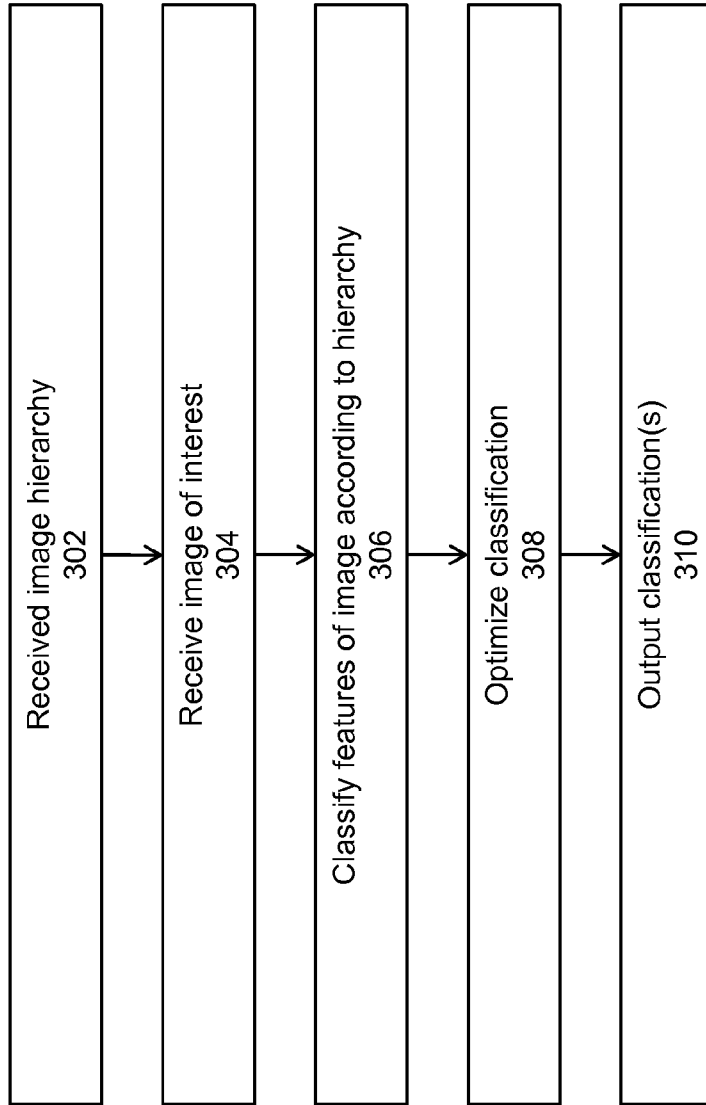 Received image hierarchy
302
Receive image of interest
304
Classify features of image according to hierarchy
306
Optimize classification
308
Output classification(s)
310